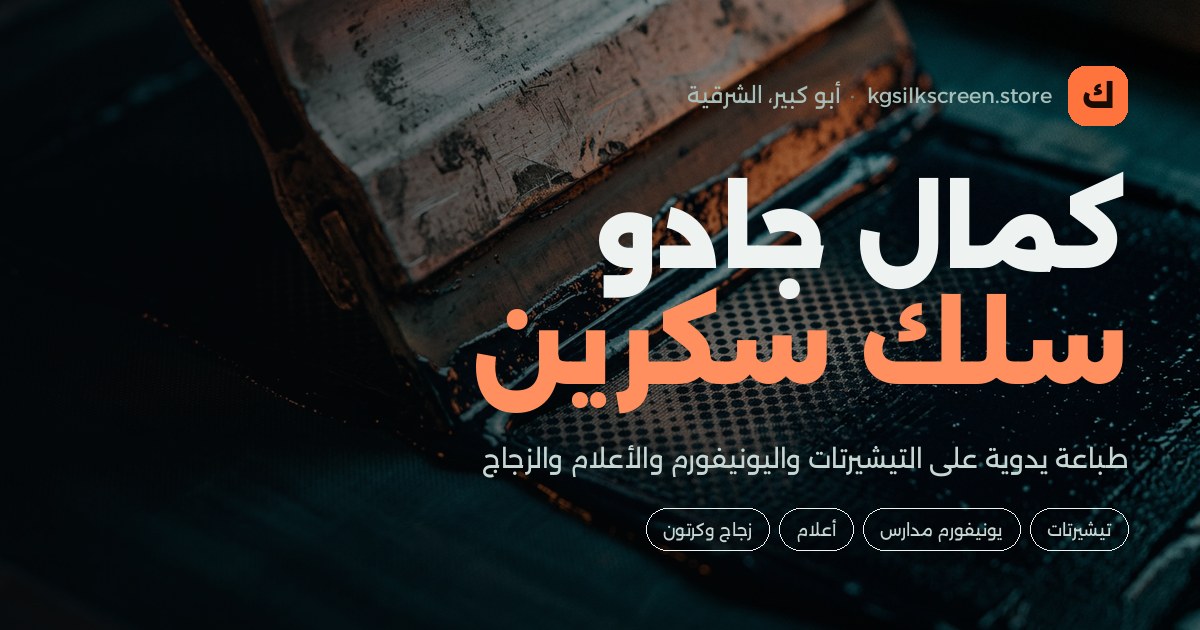 ك
kgsilkscreen.store · أبو كبير، الشرقية
كمال جادو
سلك سكرين
طباعة يدوية على التيشيرتات واليونيفورم والأعلام والزجاج
تيشيرتات
يونيفورم مدارس
أعلام
زجاج وكرتون